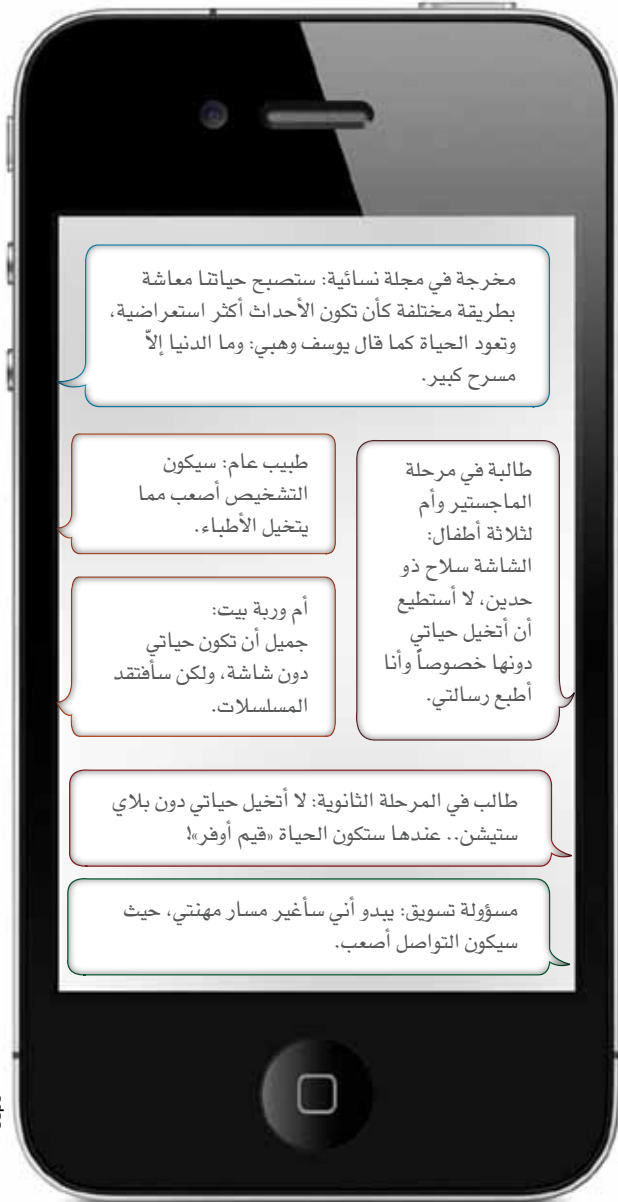 مخرجة في مجلة نسائية: ستصبح حياتنا معاشة
بطريقة مختلفة كأن تكون الأحداث أكثر استعراضية،
وتعود الحياة كما قال يوسف وهبي: وما الدنيا إلاّ
مسرح كبير.
طالبة في مرحلة
الماجستير وأم
لثلاثة أطفال:
الشاشة سلاح ذو
حدين، لا أستطيع
أن أتخيل حياتي
دونها خصوصاً وأنا
أطبع رسالتي.
طبيب عام: سيكون
التشخيص أصعب مما
يتخيل الأطباء.
أم وربة بيت:
جميل أن تكون حياتي
دون شاشة، ولكن سأفتقد
المسلسلات.
طالب في المرحلة الثانوية: لا أتخيل حياتي دون بلاي
ستيشن.. عندها ستكون الحياة «قيم أوفر»!
مسؤولة تسويق: يبدو أني سأغير مسار مهنتي، حيث
سيكون التواصل أصعب.